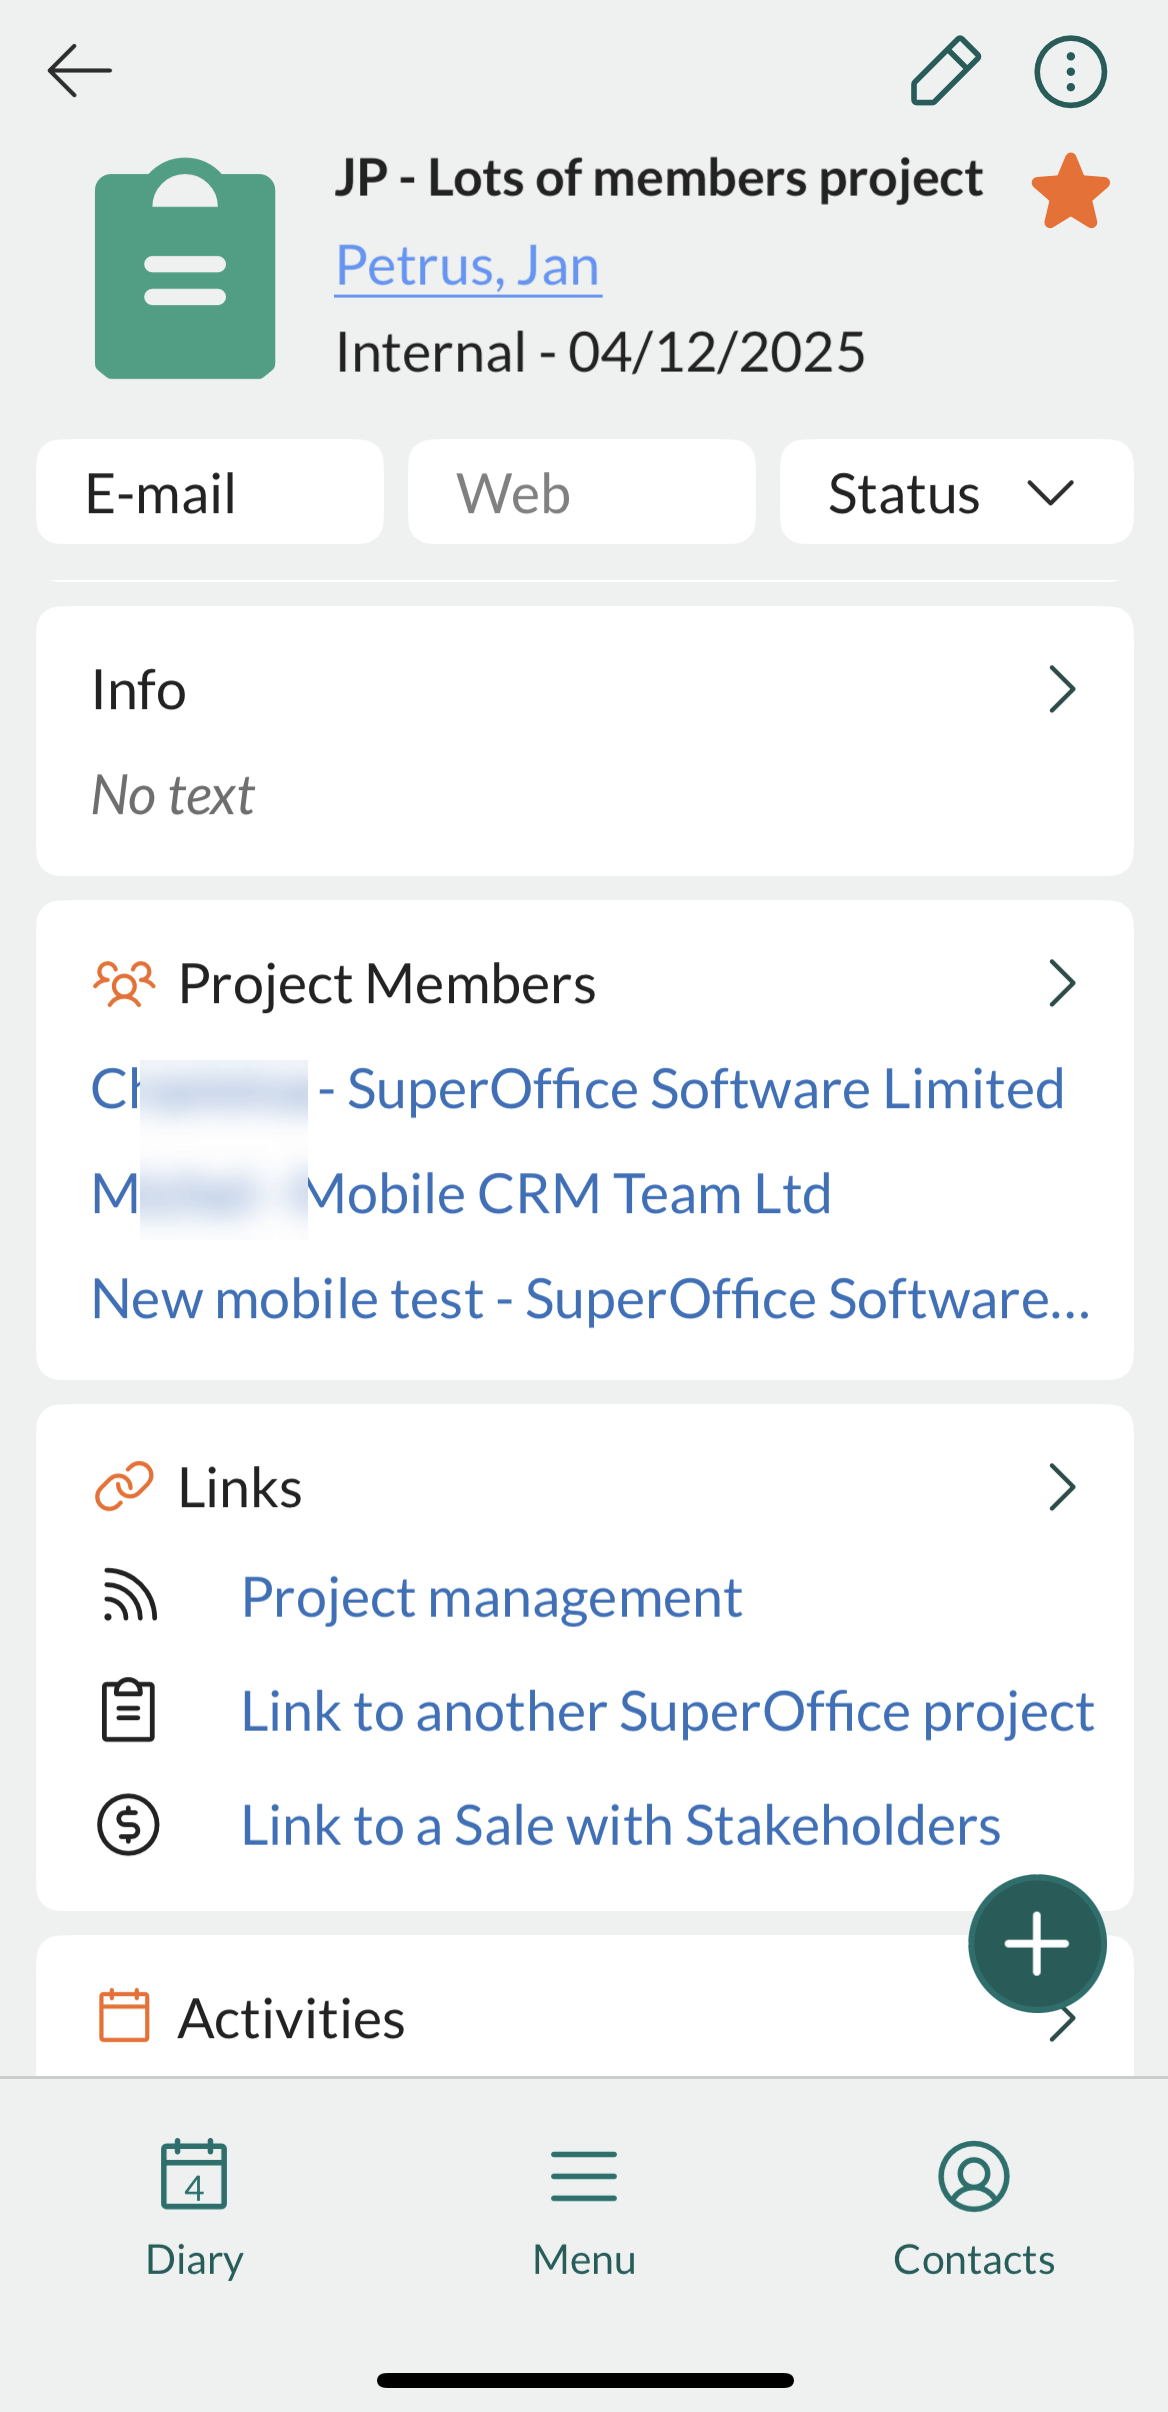 JP - Lots of members project
Petrus, Jan
Internal - 04/12/2025
E-mail
Web
Status
Info
No text
Project Members
- SuperOffice Software Limited
Mobile CRM Team Ltd
New mobile test - SuperOffice Software...
Links
Project management
Link to another SuperOffice project
Link to a Sale with Stakeholders
Activities
4
Diary
Menu
Contacts